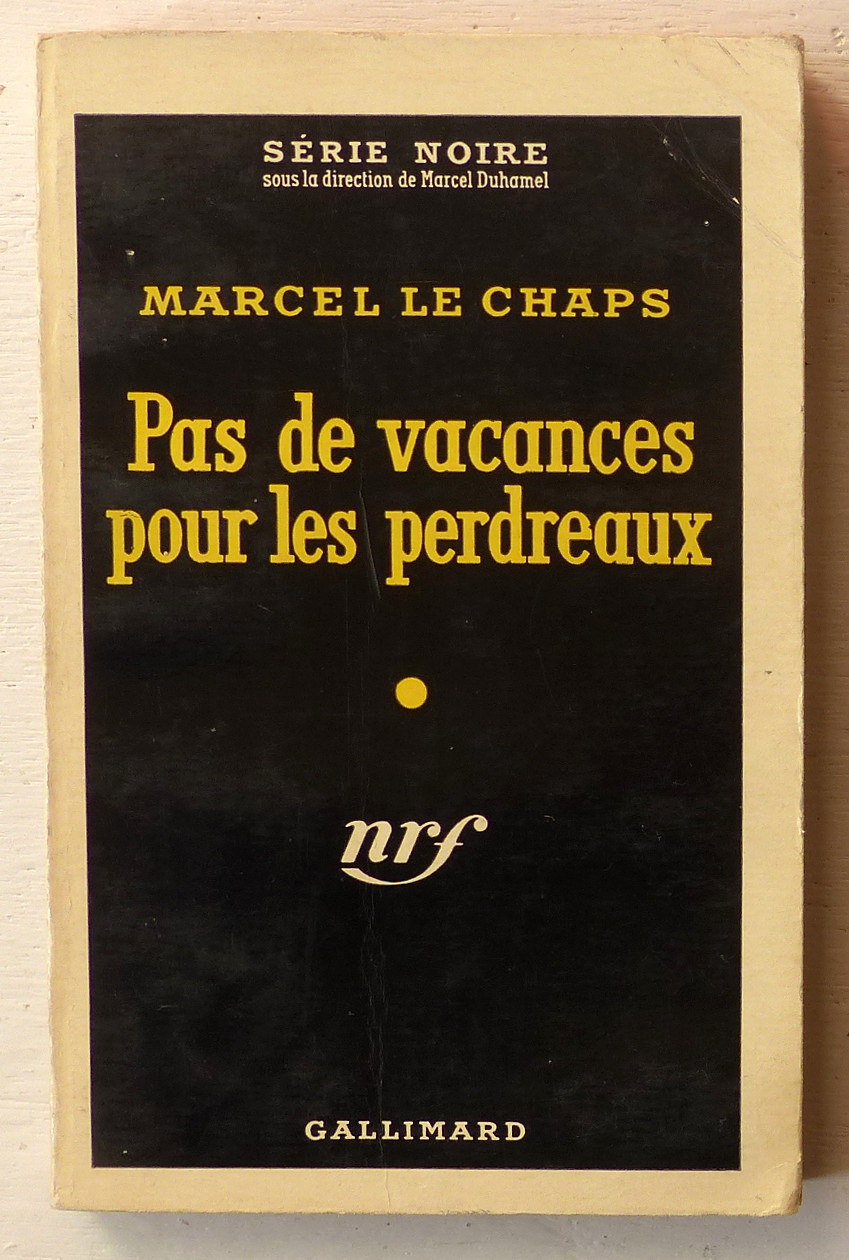 SÉRIE NOIRE
sous la direction de Marcel Duhamel
MARCEL LE CHAPS
Pas de vacances
pour les perdreaux
nrf
GALLIMARD